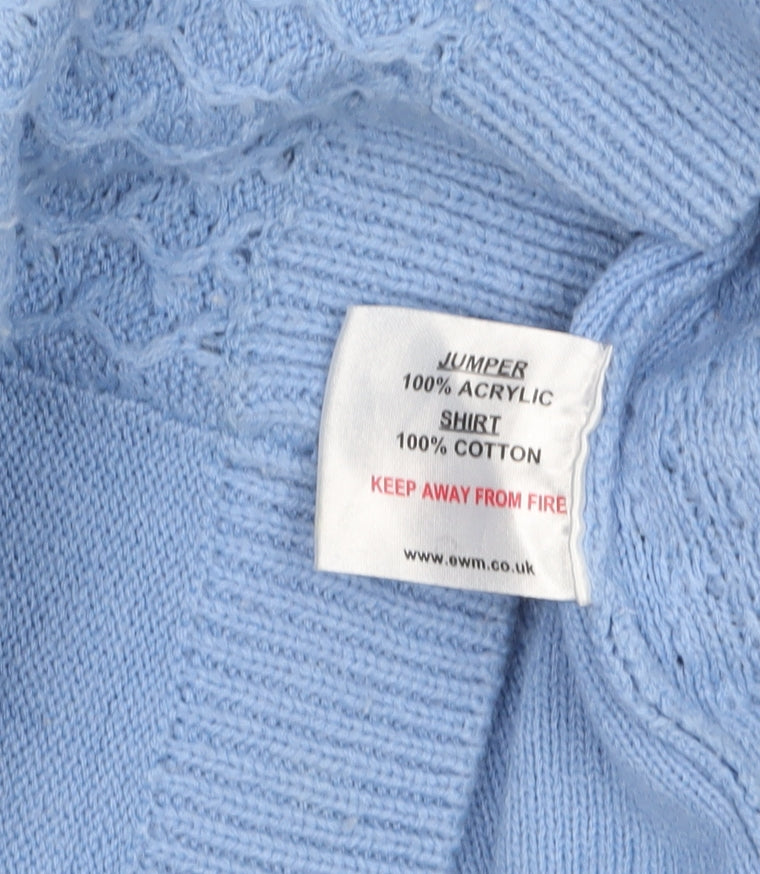 JUMPER
100% ACRYLIC
SHIRT
100% COTTON
KEEP AWAY FROM FIRE
www.ewm.co.uk